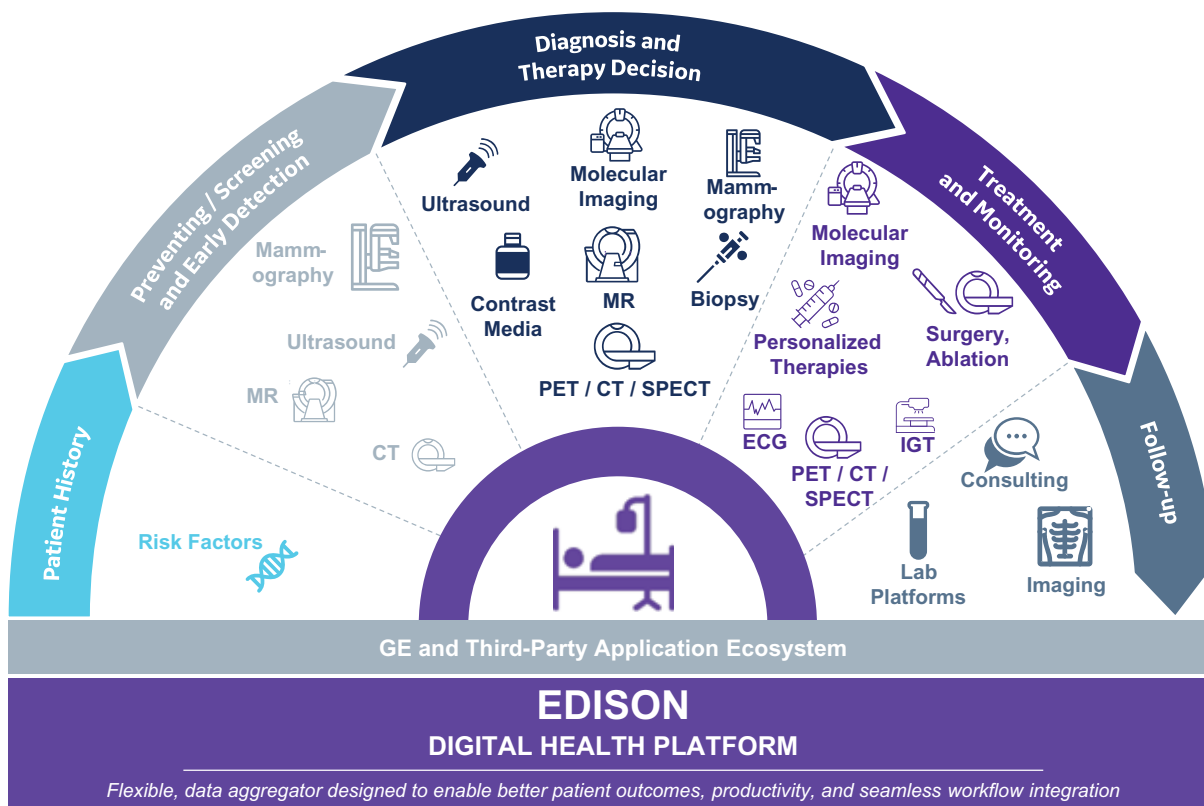 Patient History
Risk Factors
Preventing / Screening
and Early Detection
Mamm-
ography
Ultrasound
MR
CT
Diagnosis and
Therapy Decision
Ultrasound
Molecular
Imaging
Mamm-
ography
Contrast
Media
MR
Biopsy
PET / CT / SPECT
Treatment
and Monitoring
Molecular
Imaging
Personalized
Therapies
Surgery,
Ablation
ECG
PET / CT /
SPECT
IGT
Follow-up
Consulting
Lab
Platforms
Imaging
GE and Third-Party Application Ecosystem
EDISON
DIGITAL HEALTH PLATFORM
Flexible, data aggregator designed to enable better patient outcomes, productivity, and seamless workflow integration